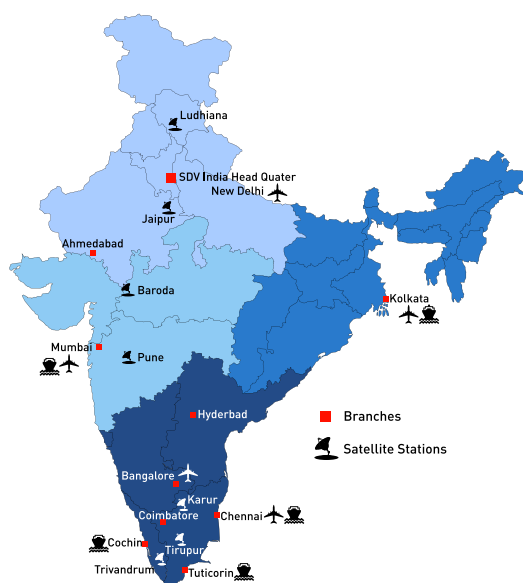 Ludhiana
SDV India Head Quater
New Delhi
Jaipur
Ahmedabad
Baroda
Kolkata
Mumbai
Pune
Hyderbad
Branches
Satellite Stations
Bangalore
Karur
Coimbatore
Chennai
Cochin
Tirupur
Trivandrum
Tuticorin